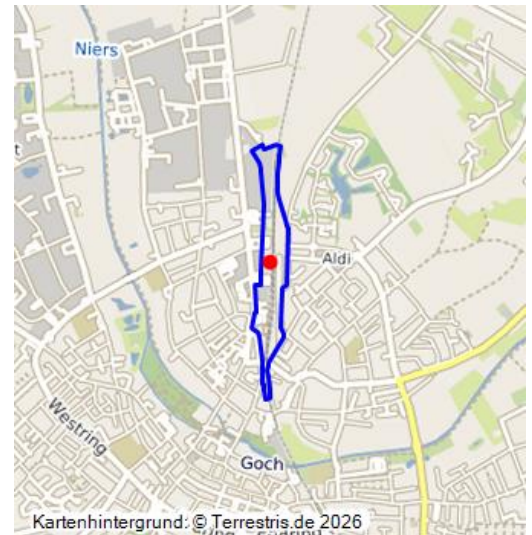 Niers
Aldi
Westring
Goch
Kartenhintergrund: © Terrestris.de 2026